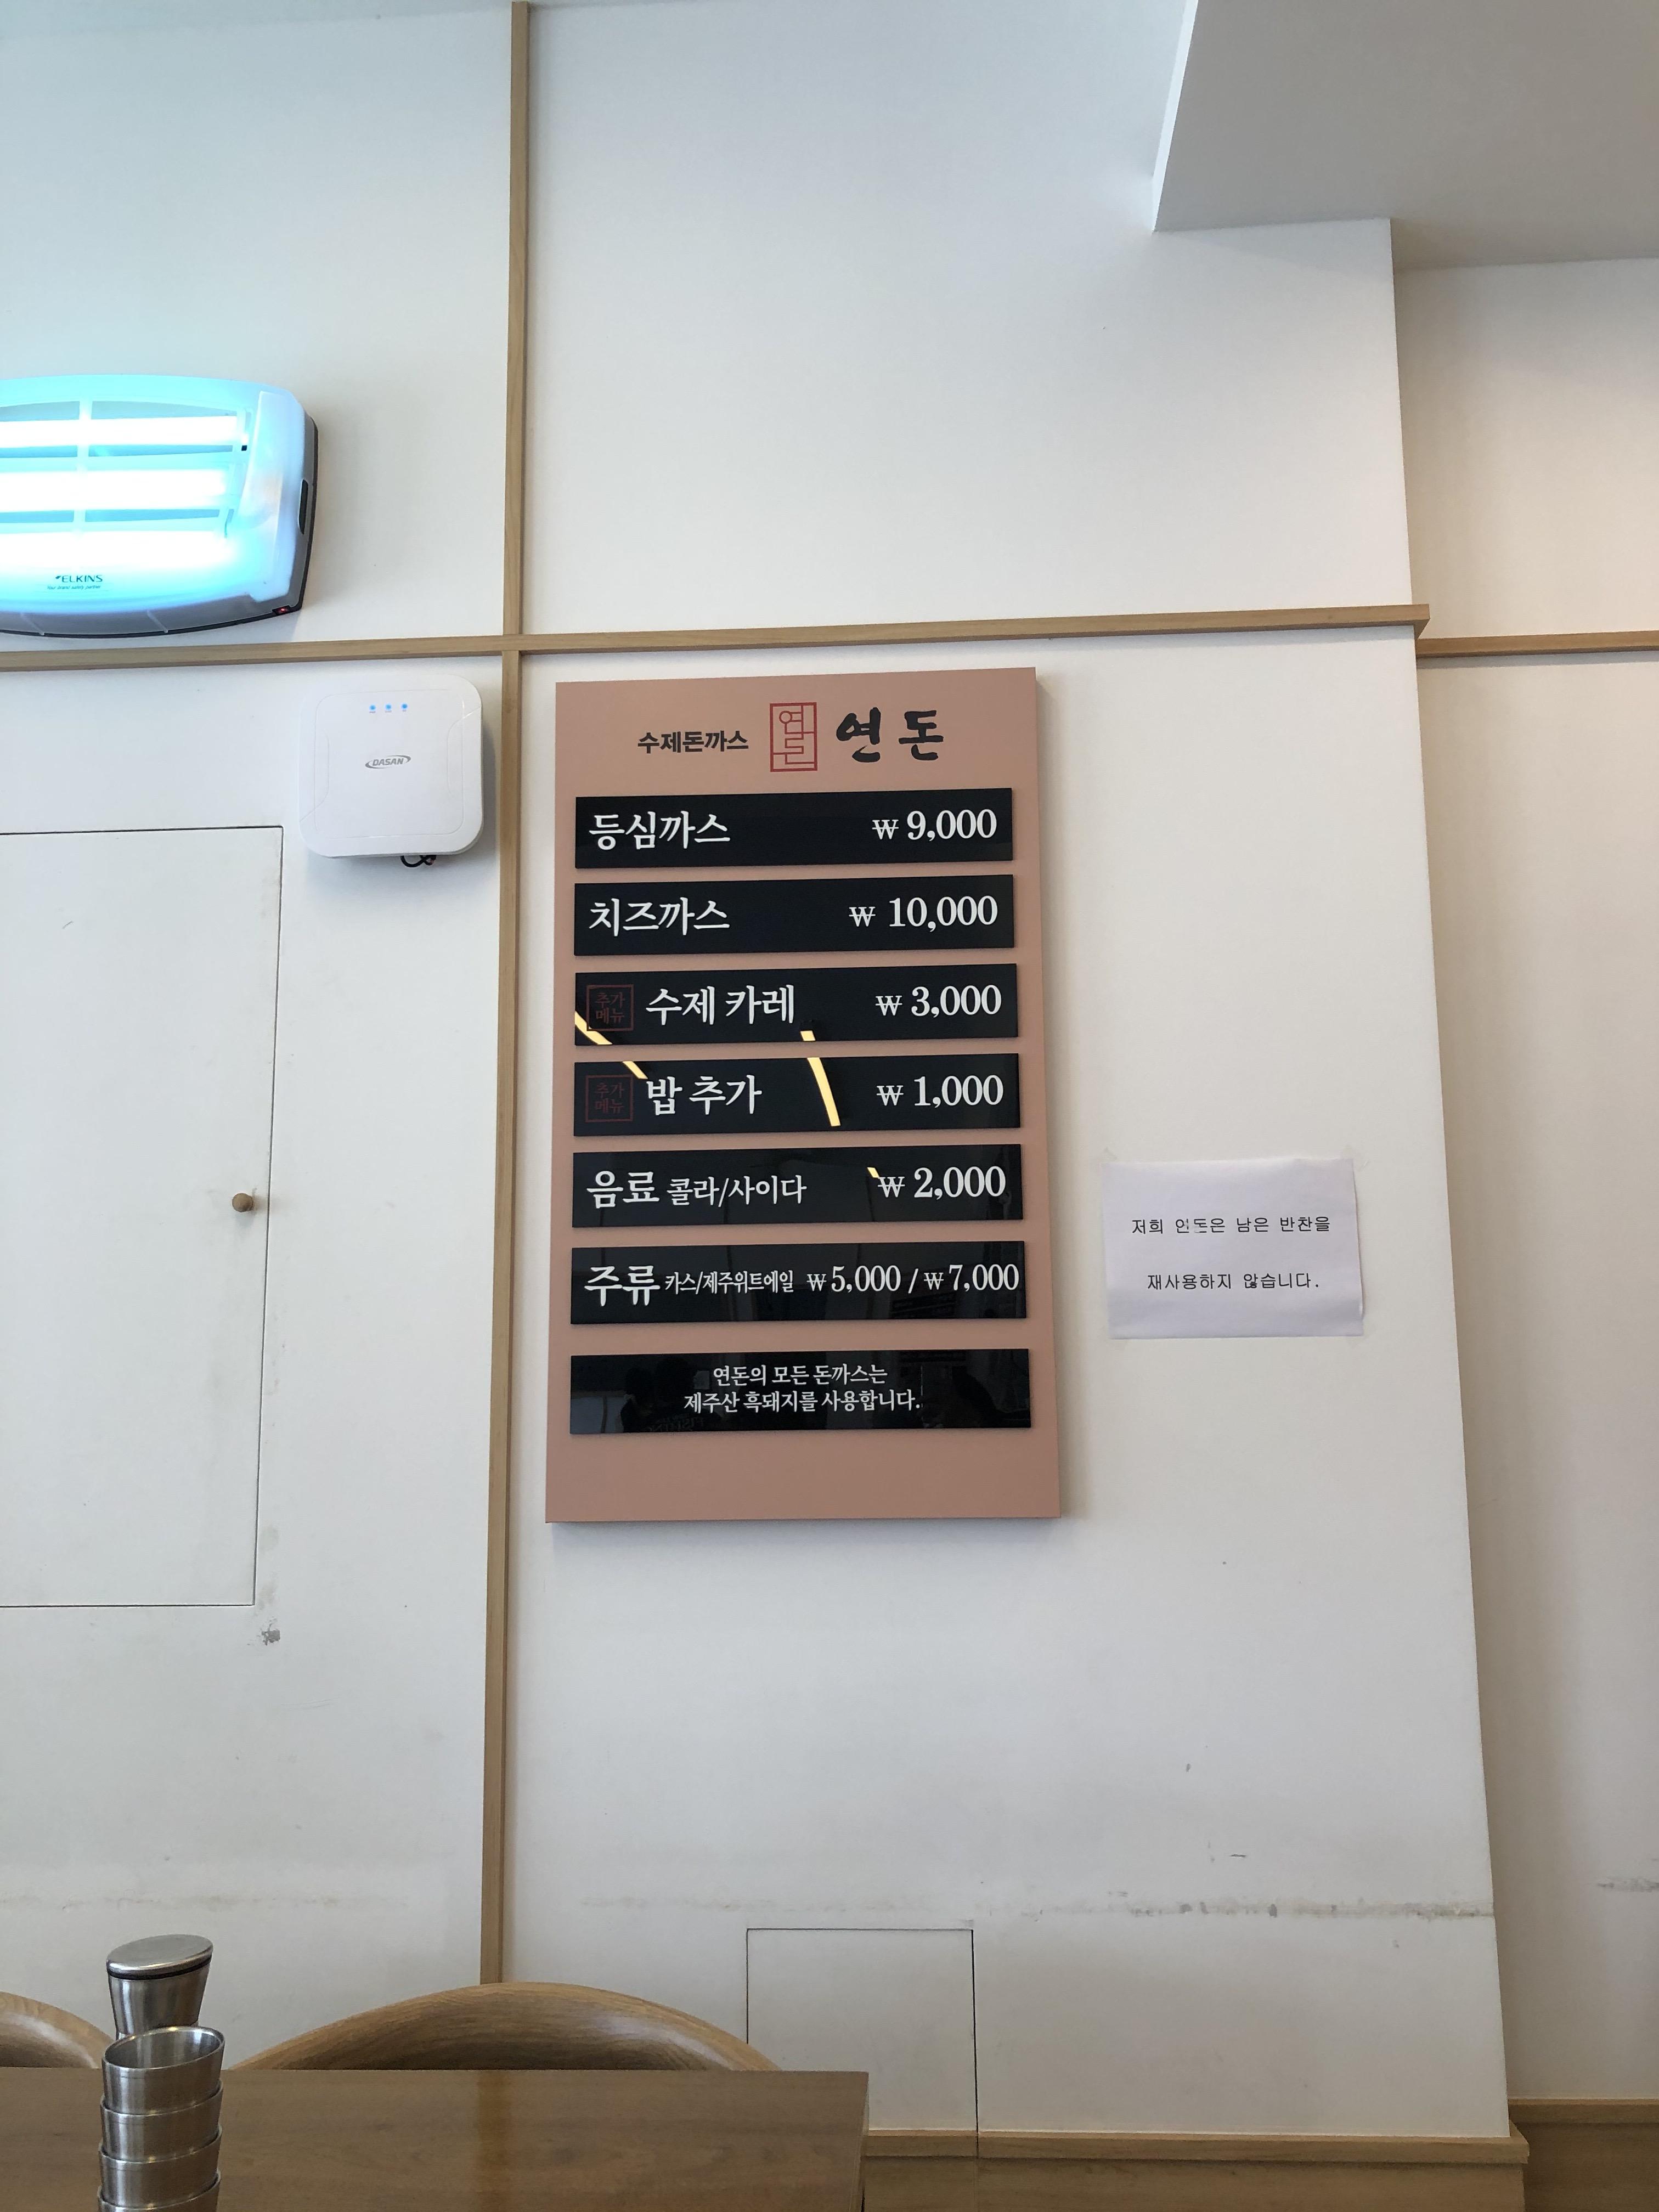 ELKINS
DASAN
수제돈까스 연돈 연돈
등심까스 ₩ 9,000
치즈까스 ₩ 10,000
추가 메뉴 수제 카레 ₩ 3,000
추가 메뉴 밥 추가 ₩ 1,000
음료 콜라/사이다 ₩ 2,000
주류 카스/제주위트에일 ₩ 5,000 / ₩ 7,000
연돈의 모든 돈까스는
제주산 흑돼지를 사용합니다.
저희 연돈은 남은 반찬을
재사용하지 않습니다.